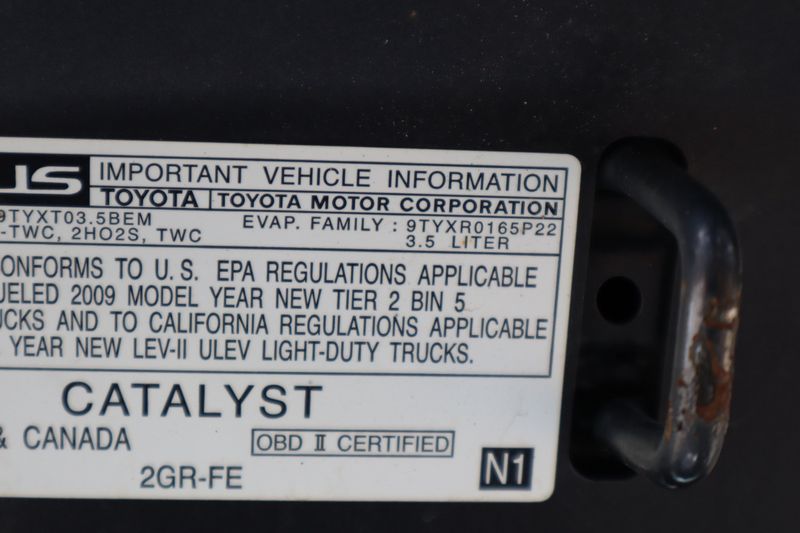 US IMPORTANT VEHICLE INFORMATION
TOYOTA TOYOTA MOTOR CORPORATION
9TYXT03.5BEM EVAP. FAMILY : 9TYXR0165P22
-TWC, 2HO2S, TWC 3.5 LITER
ONFORMS TO U.S. EPA REGULATIONS APPLICABLE
UELED 2009 MODEL YEAR NEW TIER 2 BIN 5
UCKS AND TO CALIFORNIA REGULATIONS APPLICABLE
YEAR NEW LEV-II ULEV LIGHT-DUTY TRUCKS.
CATALYST
& CANADA OBD II CERTIFIED
2GR-FE N1